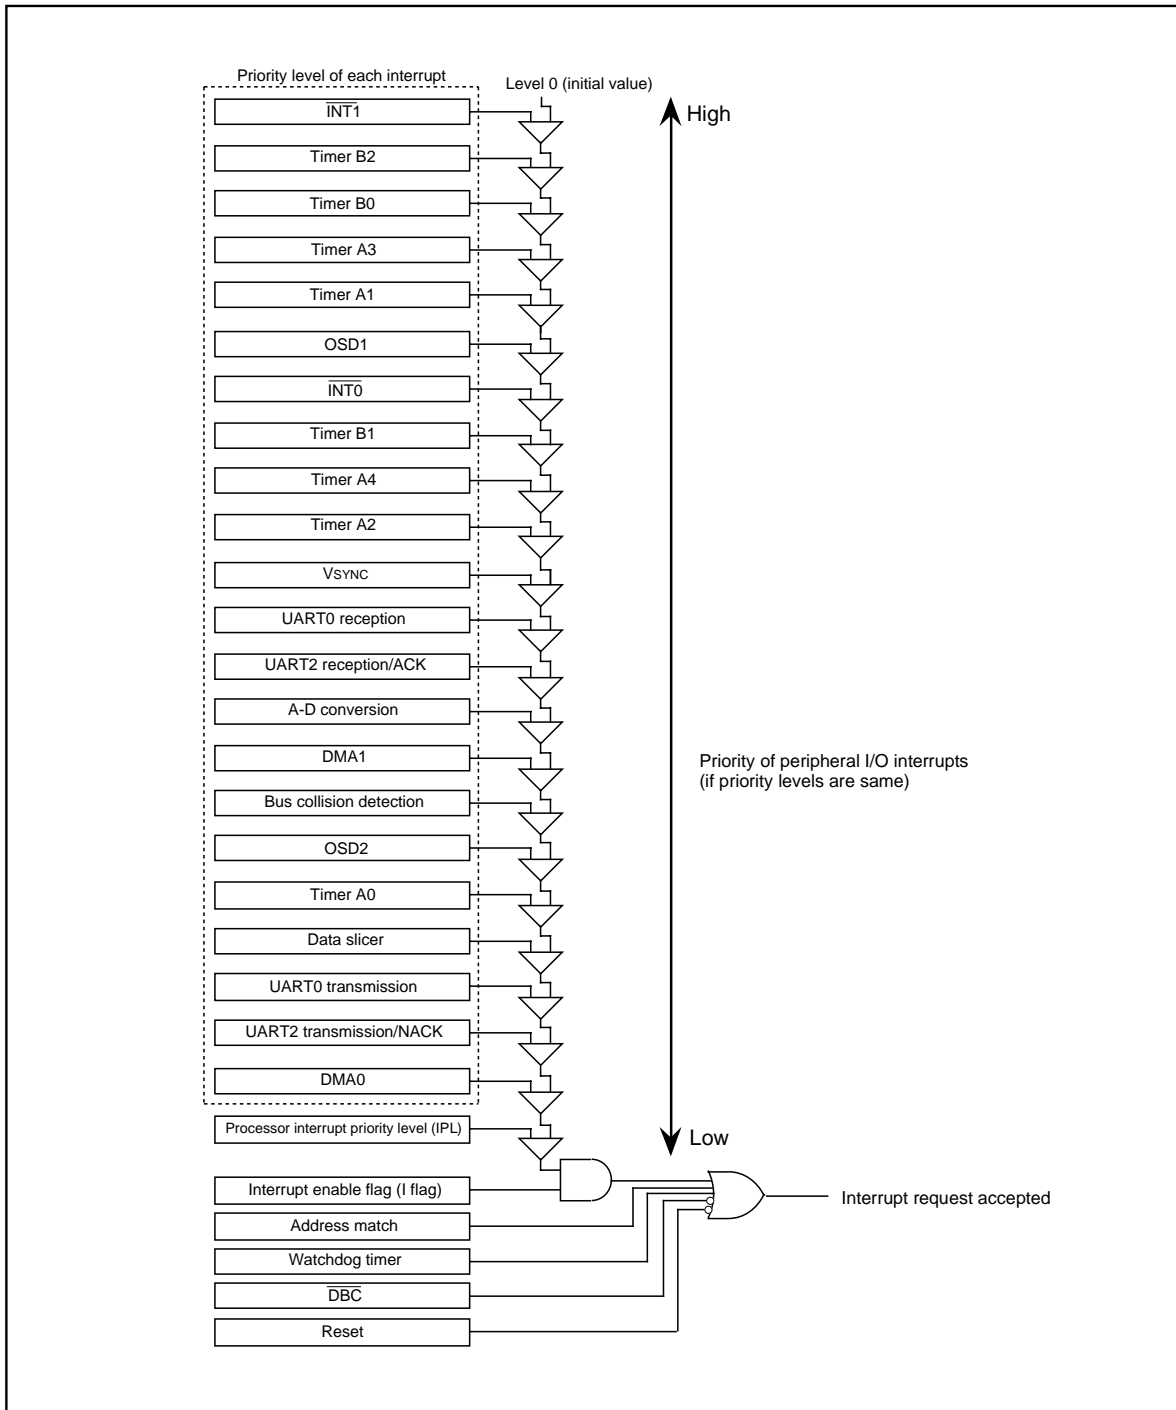 Priority level of each interrupt
Level 0 (initial value)
High
I̅N̅T̅1̅
Timer B2
Timer B0
Timer A3
Timer A1
OSD1
I̅N̅T̅0̅
Timer B1
Timer A4
Timer A2
VSYNC
UART0 reception
UART2 reception/ACK
A-D conversion
DMA1
Priority of peripheral I/O interrupts
(if priority levels are same)
Bus collision detection
OSD2
Timer A0
Data slicer
UART0 transmission
UART2 transmission/NACK
DMA0
Processor interrupt priority level (IPL)
Low
Interrupt enable flag (I flag)
Interrupt request accepted
Address match
Watchdog timer
D̅B̅C̅
Reset